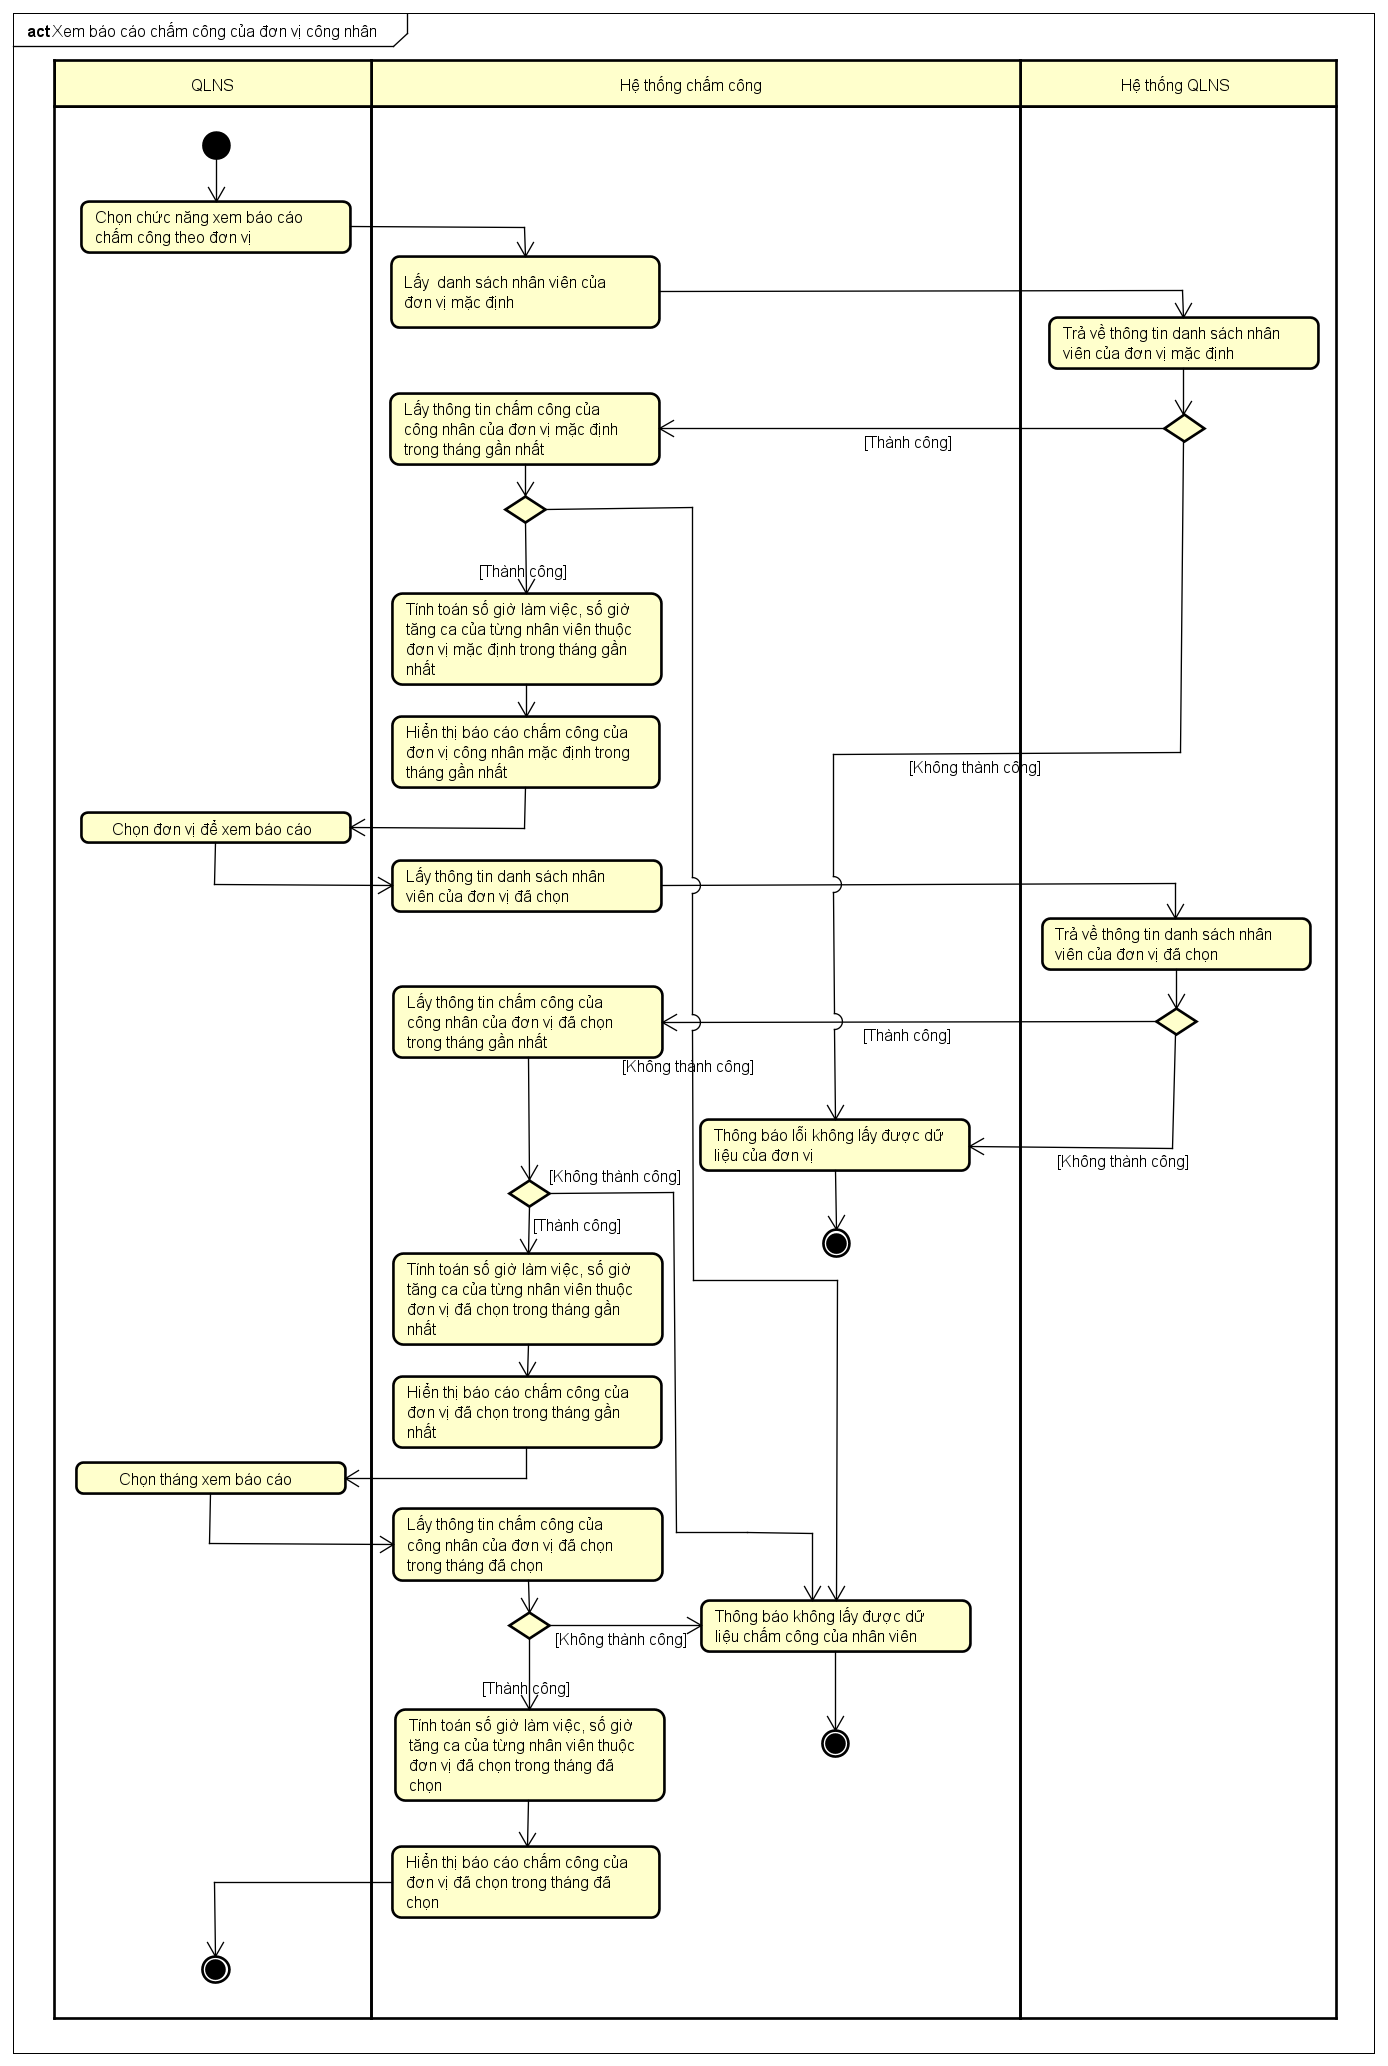 act Xem báo cáo chấm công của đơn vị công nhân
QLNS
Hệ thống chấm công
Hệ thống QLNS
Chọn chức năng xem báo cáo
chấm công theo đơn vị
Lấy  danh sách nhân viên của
đơn vị mặc định
Trả về thông tin danh sách nhân
viên của đơn vị mặc định
Lấy thông tin chấm công của
công nhân của đơn vị mặc định
trong tháng gần nhất
[Thành công]
[Thành công]
Tính toán số giờ làm việc, số giờ
tăng ca của từng nhân viên thuộc
đơn vị mặc định trong tháng gần
nhất
Hiển thị báo cáo chấm công của
đơn vị công nhân mặc định trong
tháng gần nhất
[Không thành công]
Chọn đơn vị để xem báo cáo
Lấy thông tin danh sách nhân
viên của đơn vị đã chọn
Trả về thông tin danh sách nhân
viên của đơn vị đã chọn
Lấy thông tin chấm công của
công nhân của đơn vị đã chọn
trong tháng gần nhất
[Thành công]
[Không thành công]
Thông báo lỗi không lấy được dữ
liệu của đơn vị
[Không thành công]
[Không thành công]
[Thành công]
Tính toán số giờ làm việc, số giờ
tăng ca của từng nhân viên thuộc
đơn vị đã chọn trong tháng gần
nhất
Hiển thị báo cáo chấm công của
đơn vị đã chọn trong tháng gần
nhất
Chọn tháng xem báo cáo
Lấy thông tin chấm công của
công nhân của đơn vị đã chọn
trong tháng đã chọn
Thông báo không lấy được dữ
liệu chấm công của nhân viên
[Không thành công]
[Thành công]
Tính toán số giờ làm việc, số giờ
tăng ca của từng nhân viên thuộc
đơn vị đã chọn trong tháng đã
chọn
Hiển thị báo cáo chấm công của
đơn vị đã chọn trong tháng đã
chọn